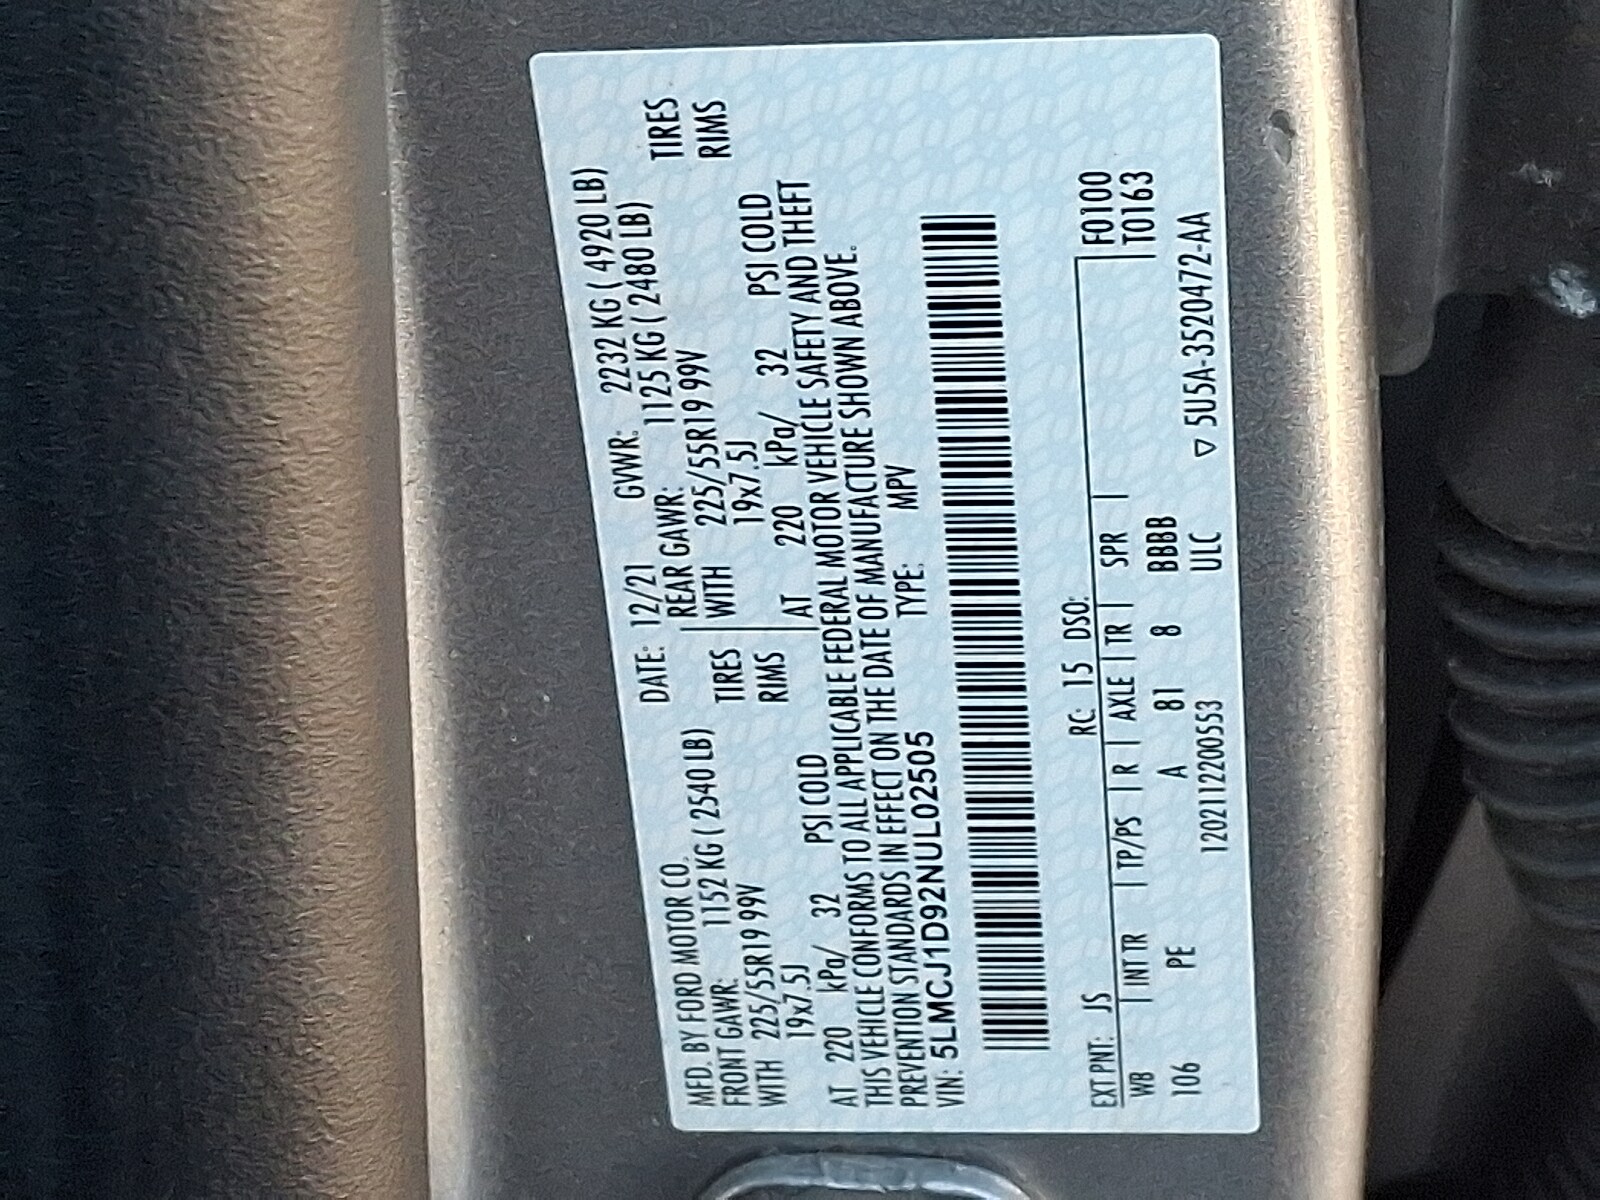 MFD. BY FORD MOTOR CO. DATE: 12/21 GVWR: 2232 KG ( 4920 LB)
FRONT GAWR: 1152 KG ( 2540 LB) REAR GAWR: 1125 KG ( 2480 LB)
WITH 225/55R19 99V TIRES WITH 225/55R19 99V TIRES
19x7.5J RIMS 19x7.5J RIMS
AT 220 kPa/ 32 PSI COLD AT 220 kPa/ 32 PSI COLD
THIS VEHICLE CONFORMS TO ALL APPLICABLE FEDERAL MOTOR VEHICLE SAFETY AND THEFT
PREVENTION STANDARDS IN EFFECT ON THE DATE OF MANUFACTURE SHOWN ABOVE.
VIN: 5LMCJ1D92NUL02505 TYPE: MPV
EXT PNT: JS RC: 15 DSO: F0100
WB | INT TR | TP/PS | R | AXLE | TR | SPR | T0163
106 PE A 81 8 BBBB
1202112200553 ULC ▽ 5U5A-3520472-AA